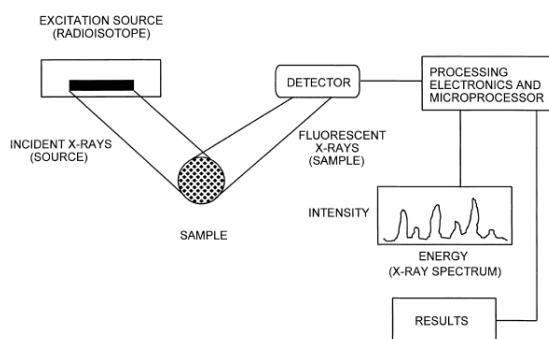 EXCITATION SOURCE
(RADIOISOTOPE)
DETECTOR
PROCESSING
ELECTRONICS AND
MICROPROCESSOR
INCIDENT X-RAYS
(SOURCE)
FLUORESCENT
X-RAYS
(SAMPLE)
SAMPLE
INTENSITY
ENERGY
(X-RAY SPECTRUM)
RESULTS